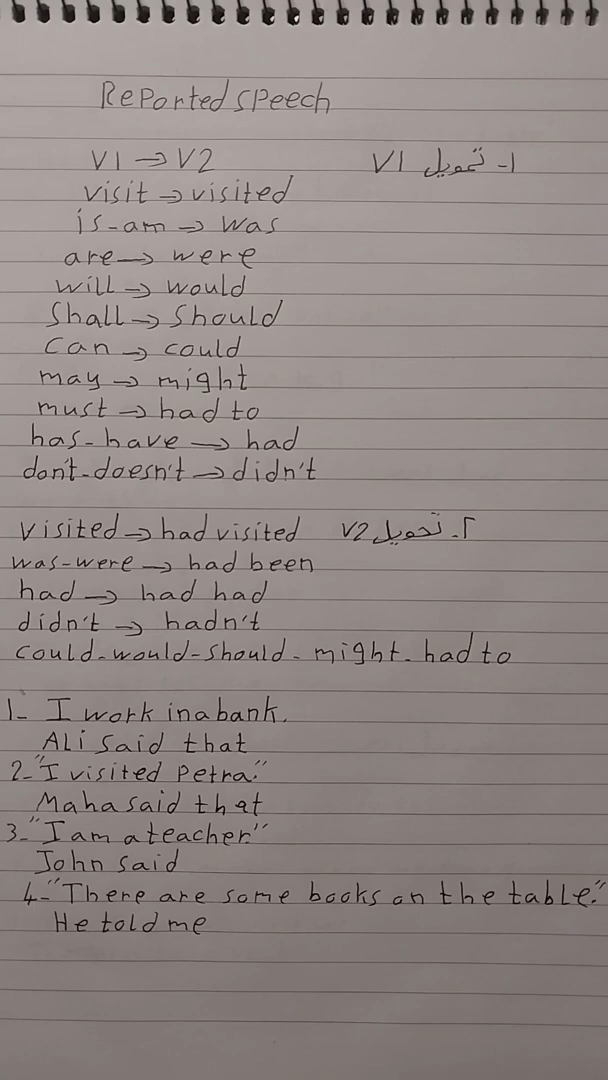 Reported speech
V1 → V2 ١- تحويل V1
visit → visited
is-am → was
are → were
will → would
Shall → Should
Can → could
may → might
must → had to
has-have → had
don't-doesn't → didn't
visited → had visited ٢- تحويل V2
was-were → had been
had → had had
didn't → hadn't
could-would-should-might-had to
1- I work in a bank.
ALi said that
2-"I visited Petra."
Maha said that
3-"I am a teacher."
John said
4-"There are some books on the table."
He told me